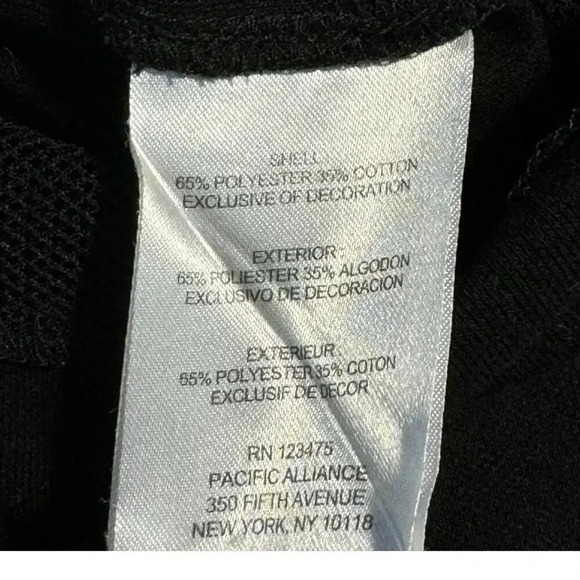 SHELL:
65% POLYESTER 35% COTTON
EXCLUSIVE OF DECORATION
EXTERIOR:
65% POLIESTER 35% ALGODON
EXCLUSIVO DE DECORACION
EXTERIEUR:
65% POLYESTER 35% COTON
EXCLUSIF DE DECOR
RN 123475
PACIFIC ALLIANCE
350 FIFTH AVENUE
NEW YORK, NY 10118